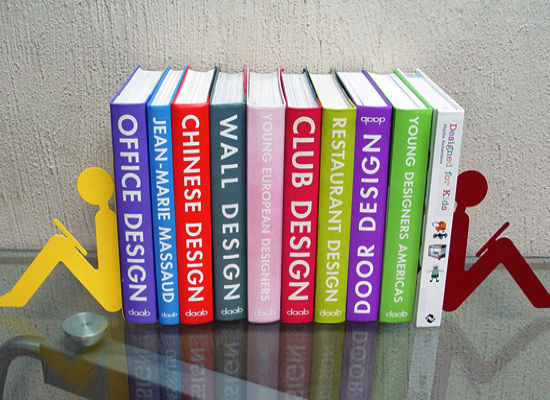 OFFICE DESIGN
daab
JEAN-MARIE MASSAUD
daab
CHINESE DESIGN
daab
WALL DESIGN
daab
YOUNG EUROPEAN DESIGNERS
daab
CLUB DESIGN
daab
RESTAURANT DESIGN
daab
daab
DOOR DESIGN
YOUNG DESIGNERS AMERICAS
daab
Designed for Kids